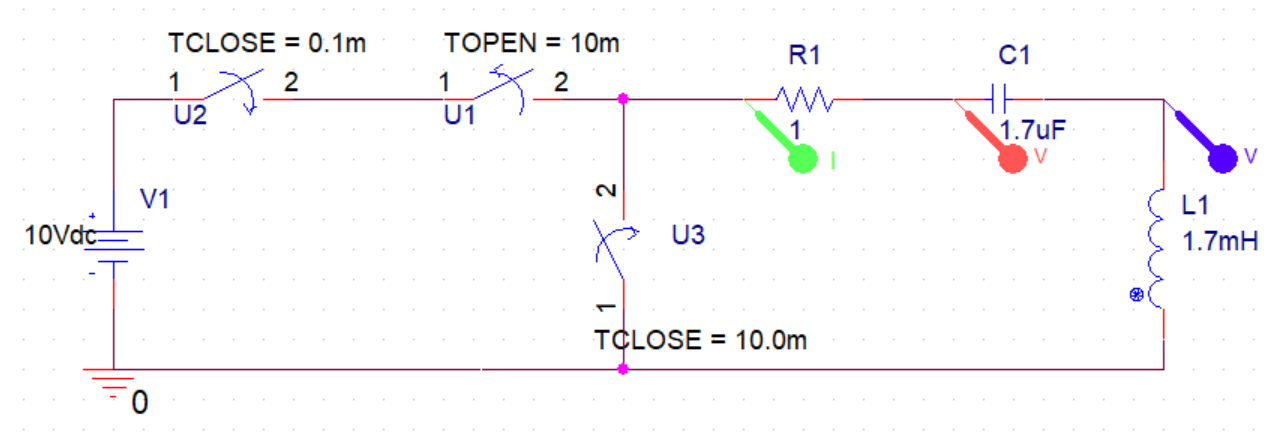 TCLOSE = 0.1m
TOPEN = 10m
R1
C1
1
2
1
2
U2
U1
1
1.7uF
I
V
V
V1
10Vdc
+
-
2
U3
1
L1
1.7mH
TCLOSE = 10.0m
0